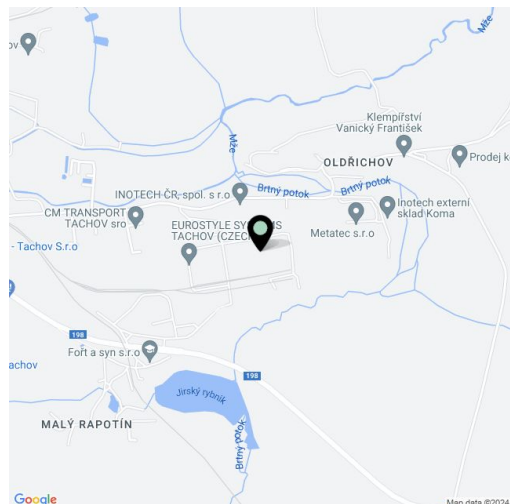 ov
Mže
Klempířství
Vanický František
OLDŘICHOV
Prodej k
Mže
INOTECH ČR, spol. s r.o
Brtný potok
Brtný potok
CM TRANSPORT
TACHOV sro
Inotech externí
sklad Koma
EUROSTYLE SY
TACHOV (CZEC
Metatec s.r.o
- Tachov S.r.o
198
Fořt a syn s.r.o
achov
198
Jirský rybník
MALÝ RAPOTÍN
Brtný potok
Google
Map data ©2024